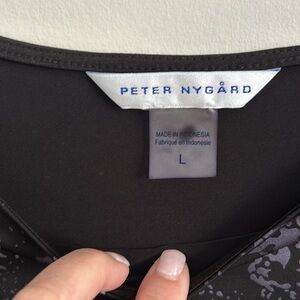 PETER NYGÅRD
MADE IN INDONESIA
Fabriqué en Indonésie
L